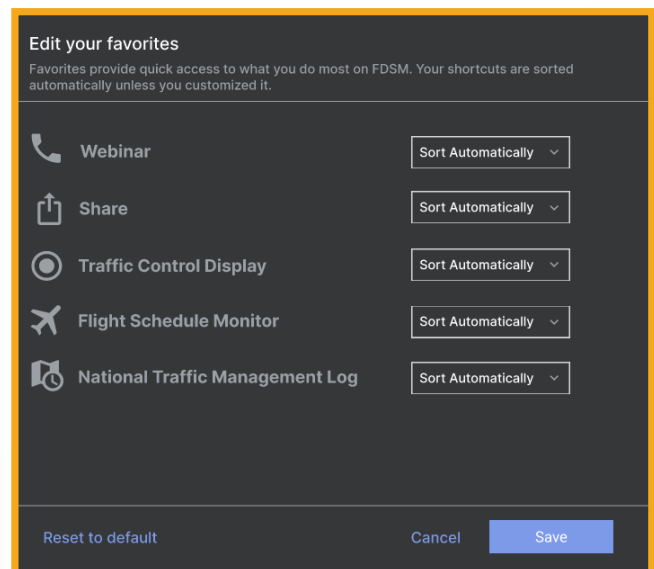 Edit your favorites
Favorites provide quick access to what you do most on FDSM. Your shortcuts are sorted
automatically unless you customized it.
Webinar
Sort Automatically
Share
Sort Automatically
Traffic Control Display
Sort Automatically
Flight Schedule Monitor
Sort Automatically
National Traffic Management Log
Sort Automatically
Reset to default
Cancel
Save